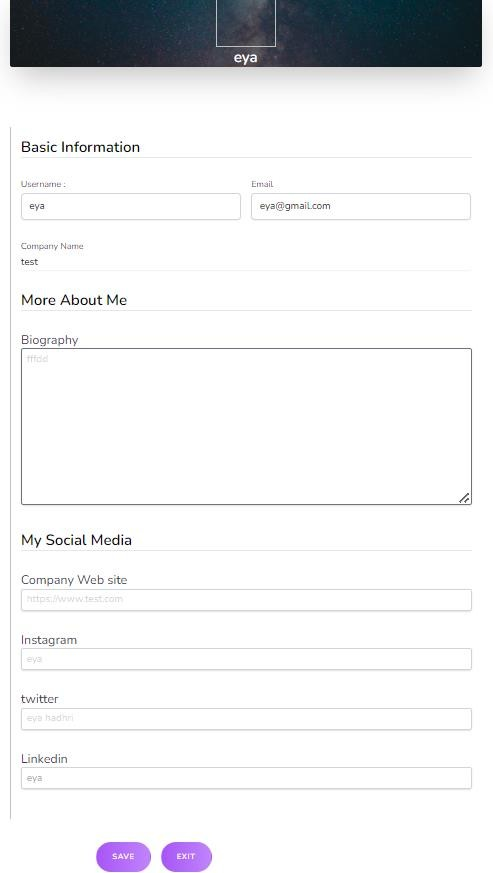 eya
Basic Information
Username :
Email
eya
eya@gmail.com
Company Name
test
More About Me
Biography
fffdd
My Social Media
Company Web site
https://www.test.com
Instagram
eya
twitter
eya hadhri
Linkedin
eya
SAVE
EXIT